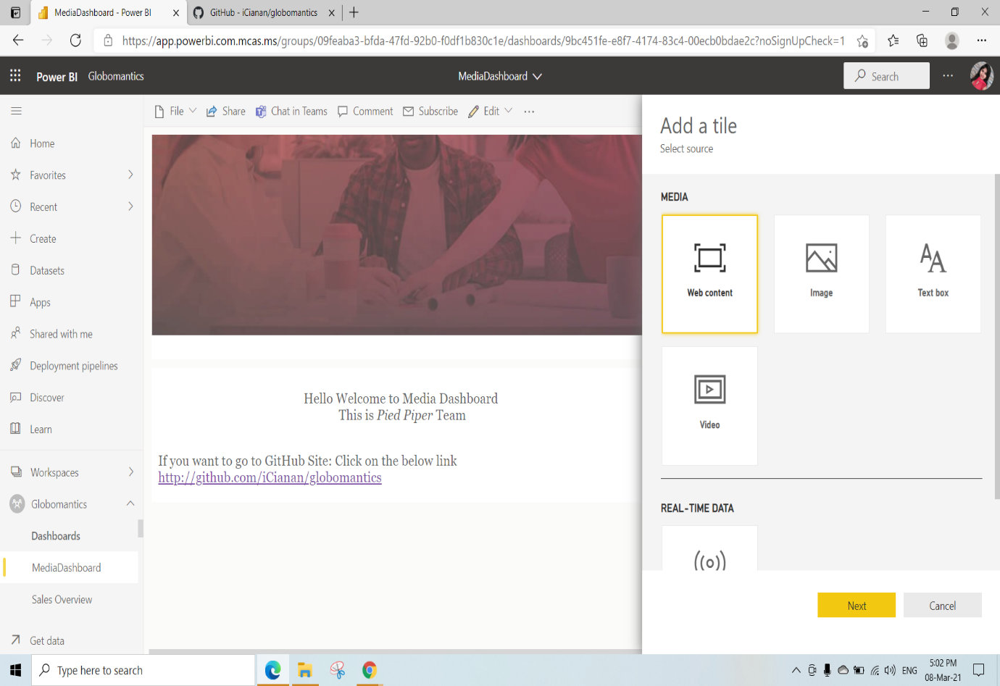 MediaDashboard - Power BI
GitHub - iCianan/globomantics
https://app.powerbi.com.mcas.ms/groups/09feaba3-bfda-47fd-92b0-f0df1b830c1e/dashboards/9bc451fe-e8f7-4174-83c4-00ecb0bdae2c?noSignUpCheck=1
Power BI Globomantics
MediaDashboard
Search
File
Share
Chat in Teams
Comment
Subscribe
Edit
Home
Favorites
Recent
Create
Datasets
Apps
Shared with me
Deployment pipelines
Discover
Learn
Workspaces
Globomantics
Dashboards
MediaDashboard
Sales Overview
Get data
Hello Welcome to Media Dashboard
This is Pied Piper Team
If you want to go to GitHub Site: Click on the below link
http://github.com/iCianan/globomantics
Add a tile
Select source
MEDIA
Web content
Image
Text box
Video
REAL-TIME DATA
Next
Cancel
Type here to search
ENG
5:02 PM
08-Mar-21